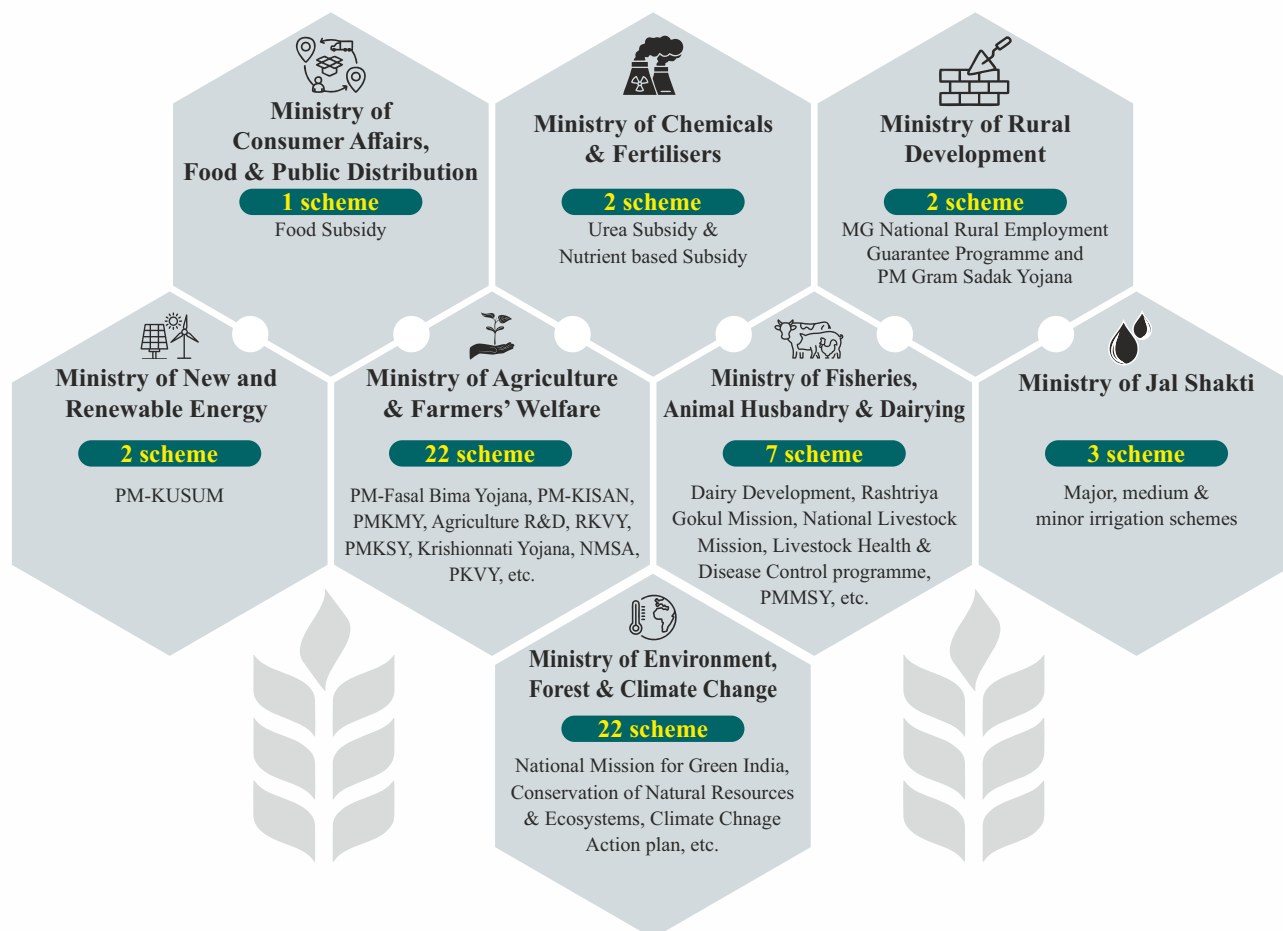 Ministry of
Consumer Affairs,
Food & Public Distribution
1 scheme
Food Subsidy
Ministry of Chemicals
& Fertilisers
2 scheme
Urea Subsidy &
Nutrient based Subsidy
Ministry of Rural
Development
2 scheme
MG National Rural Employment
Guarantee Programme and
PM Gram Sadak Yojana
Ministry of New and
Renewable Energy
2 scheme
PM-KUSUM
Ministry of Agriculture
& Farmers’ Welfare
22 scheme
PM-Fasal Bima Yojana, PM-KISAN,
PMKMY, Agriculture R&D, RKVY,
PMKSY, Krishionnati Yojana, NMSA,
PKVY, etc.
Ministry of Fisheries,
Animal Husbandry & Dairying
7 scheme
Dairy Development, Rashtriya
Gokul Mission, National Livestock
Mission, Livestock Health &
Disease Control programme,
PMMSY, etc.
Ministry of Jal Shakti
3 scheme
Major, medium &
minor irrigation schemes
Ministry of Environment,
Forest & Climate Change
22 scheme
National Mission for Green India,
Conservation of Natural Resources
& Ecosystems, Climate Chnage
Action plan, etc.